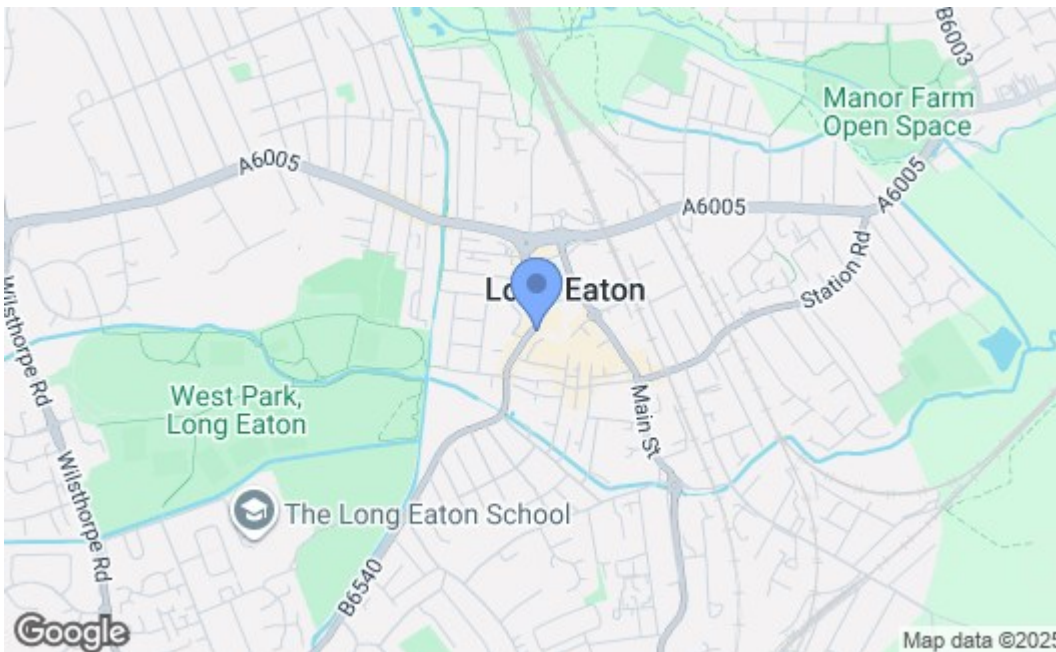 B6003
Manor Farm
Open Space
A6005
A6005
A6005
Long Eaton
Station Rd
Wilsthorpe Rd
West Park,
Long Eaton
Main St
Wilsthorpe Rd
The Long Eaton School
B6540
Google
Map data ©2025